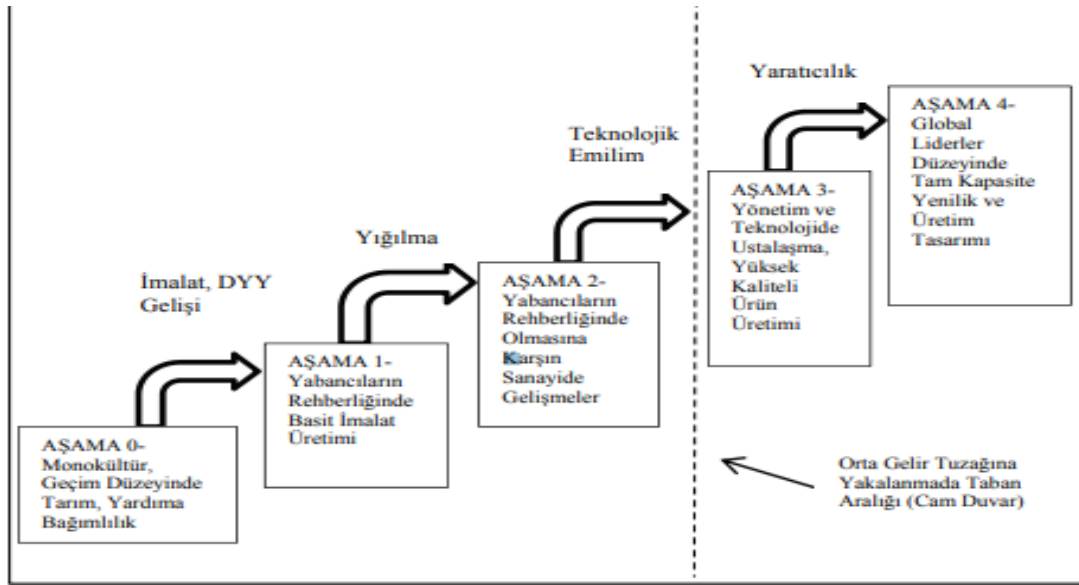 AŞAMA 0-
Monokültür,
Geçim Düzeyinde
Tarım, Yardıma
Bağımlılık
İmalat, DYY
Gelişi
AŞAMA 1-
Yabancıların
Rehberliğinde
Basit İmalat
Üretimi
Yığılma
AŞAMA 2-
Yabancıların
Rehberliğinde
Olmasına
Karşın
Sanayide
Gelişmeler
Teknolojik
Emilim
AŞAMA 3-
Yönetim ve
Teknolojide
Ustalaşma,
Yüksek
Kaliteli
Ürün
Üretimi
Yaratıcılık
AŞAMA 4-
Global
Liderler
Düzeyinde
Tam Kapasite
Yenilik ve
Üretim
Tasarımı
Orta Gelir Tuzağına
Yakalanmada Taban
Aralığı (Cam Duvar)